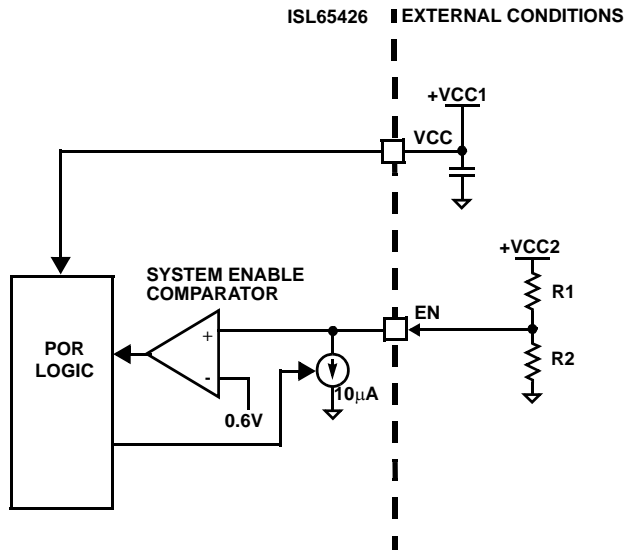 ISL65426
EXTERNAL CONDITIONS
+VCC1
VCC
+VCC2
SYSTEM ENABLE
COMPARATOR
R1
EN
+
POR
LOGIC
R2
-
10µA
0.6V